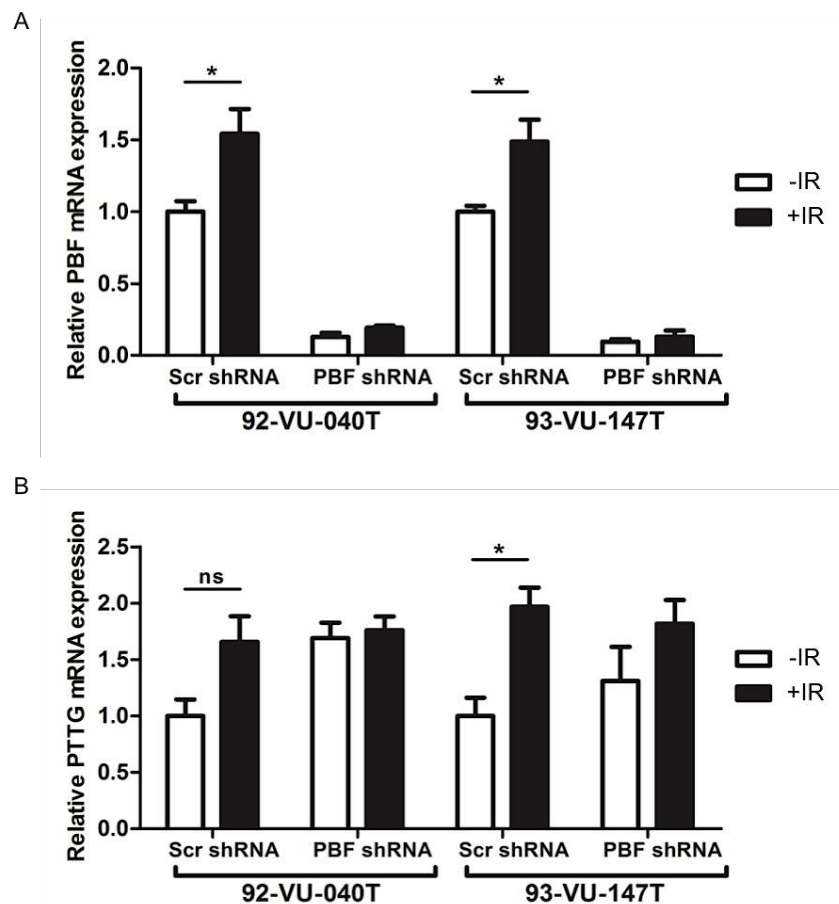 A
Relative PBF mRNA expression
2.0
1.5
1.0
0.5
0.0
*
*
-IR
+IR
Scr shRNA
PBF shRNA
Scr shRNA
PBF shRNA
92-VU-040T
93-VU-147T
B
Relative PTTG mRNA expression
2.5
2.0
1.5
1.0
0.5
0.0
ns
*
-IR
+IR
Scr shRNA
PBF shRNA
Scr shRNA
PBF shRNA
92-VU-040T
93-VU-147T